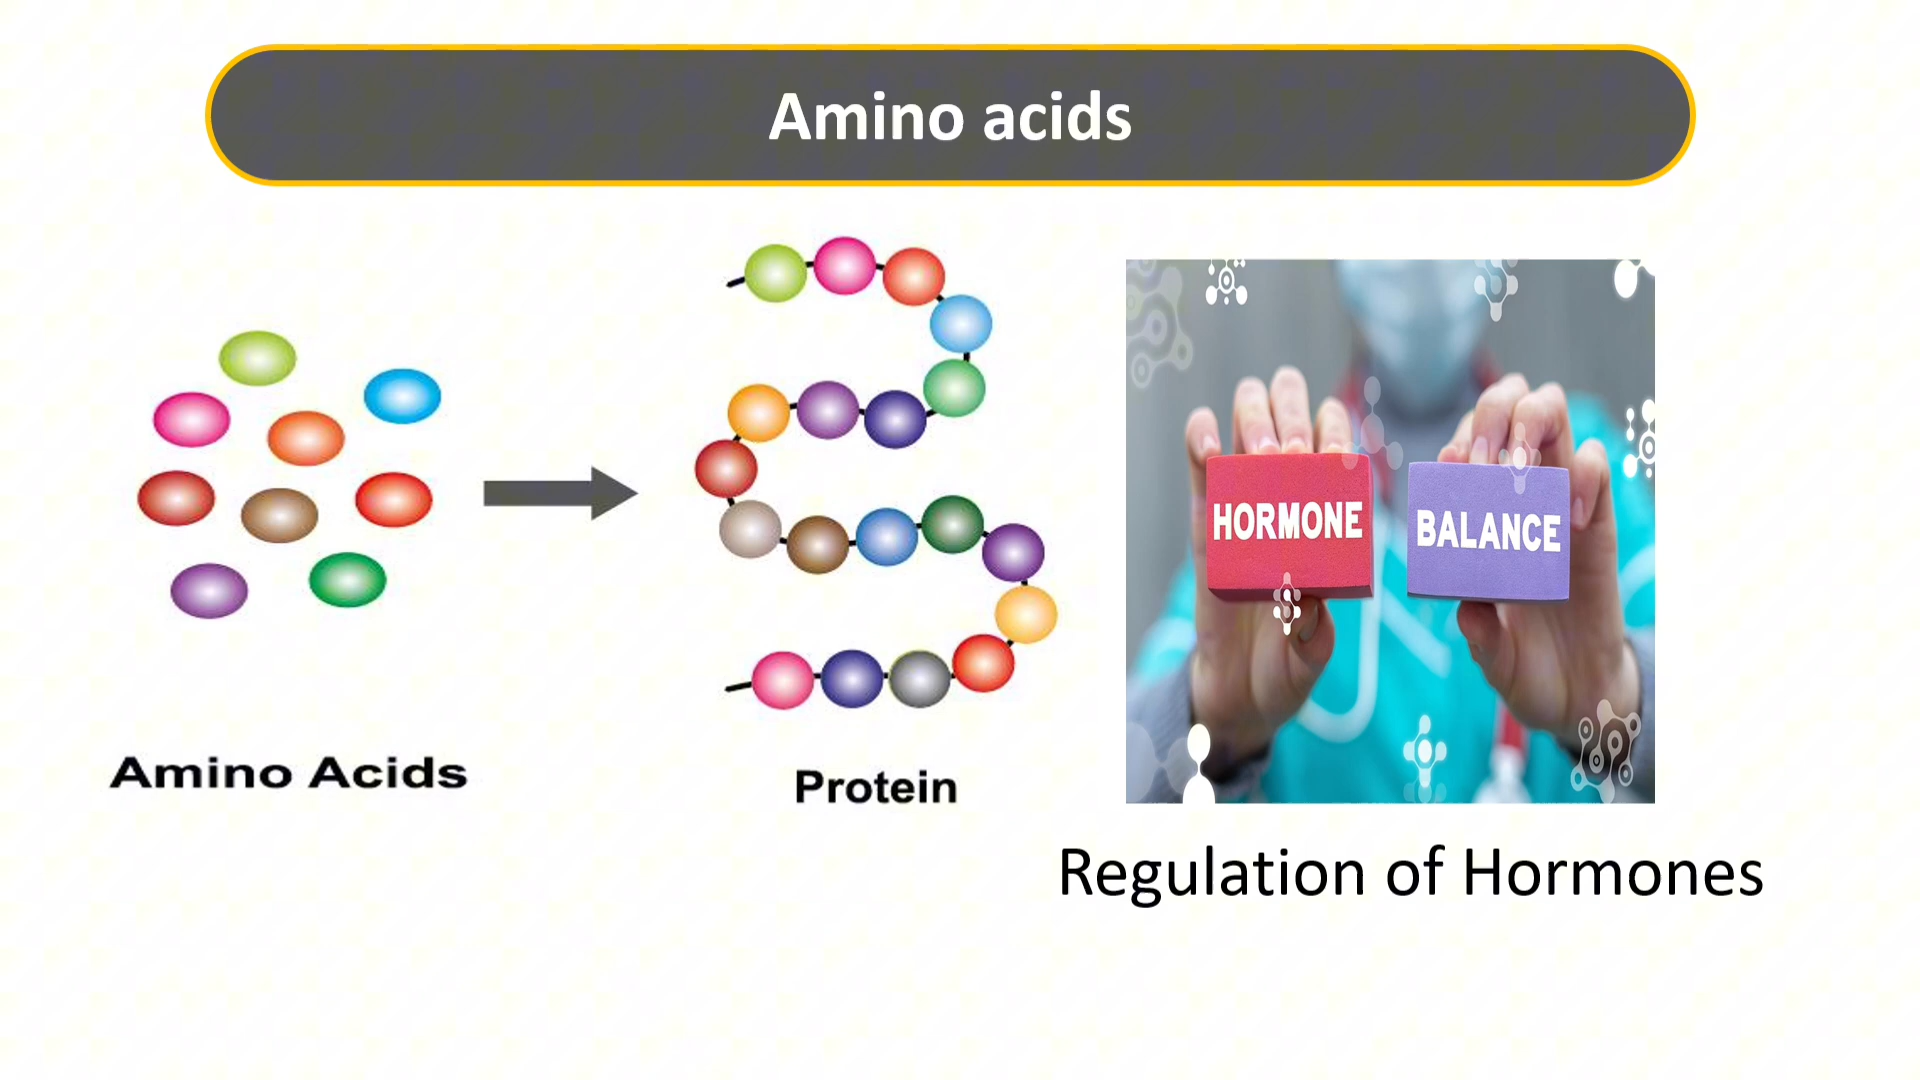 Amino acids
Amino Acids
Protein
HORMONE
BALANCE
Regulation of Hormones